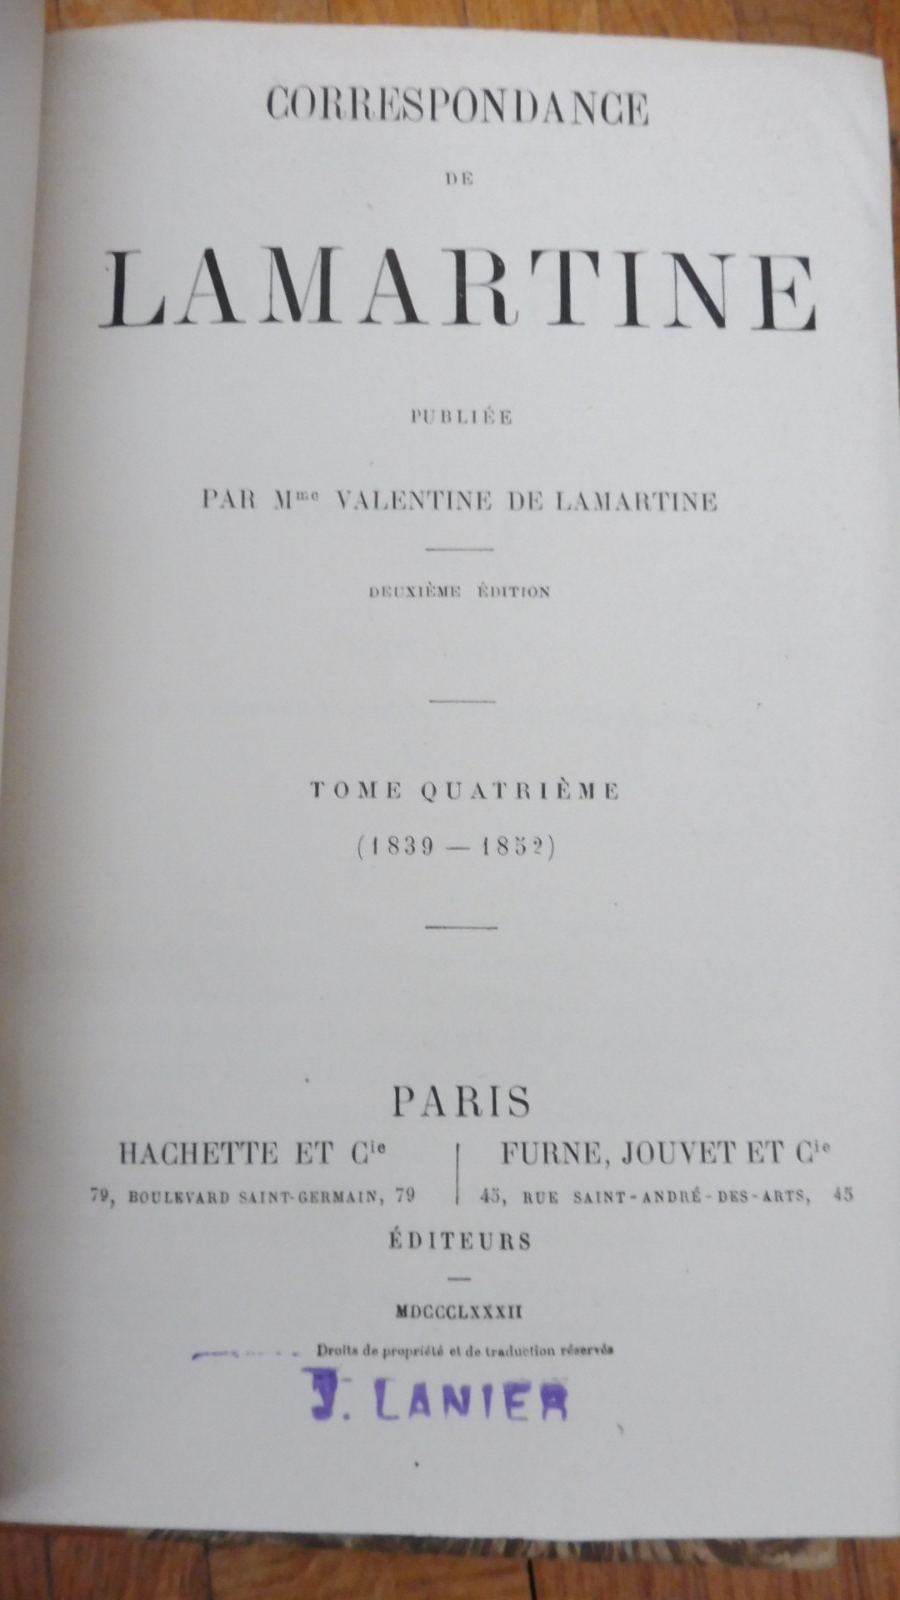 CORRESPONDANCE
DE
LAMARTINE
PUBLIÉE
PAR Mme VALENTINE DE LAMARTINE
DEUXIÈME ÉDITION
TOME QUATRIÈME
(1839 — 1852)
PARIS
HACHETTE ET Cie
79, BOULEVARD SAINT-GERMAIN, 79
FURNE, JOUVET ET Cie
45, RUE SAINT-ANDRÉ-DES-ARTS, 45
ÉDITEURS
MDCCCLXXXII
Droits de propriété et de traduction réservés
J. LANIER